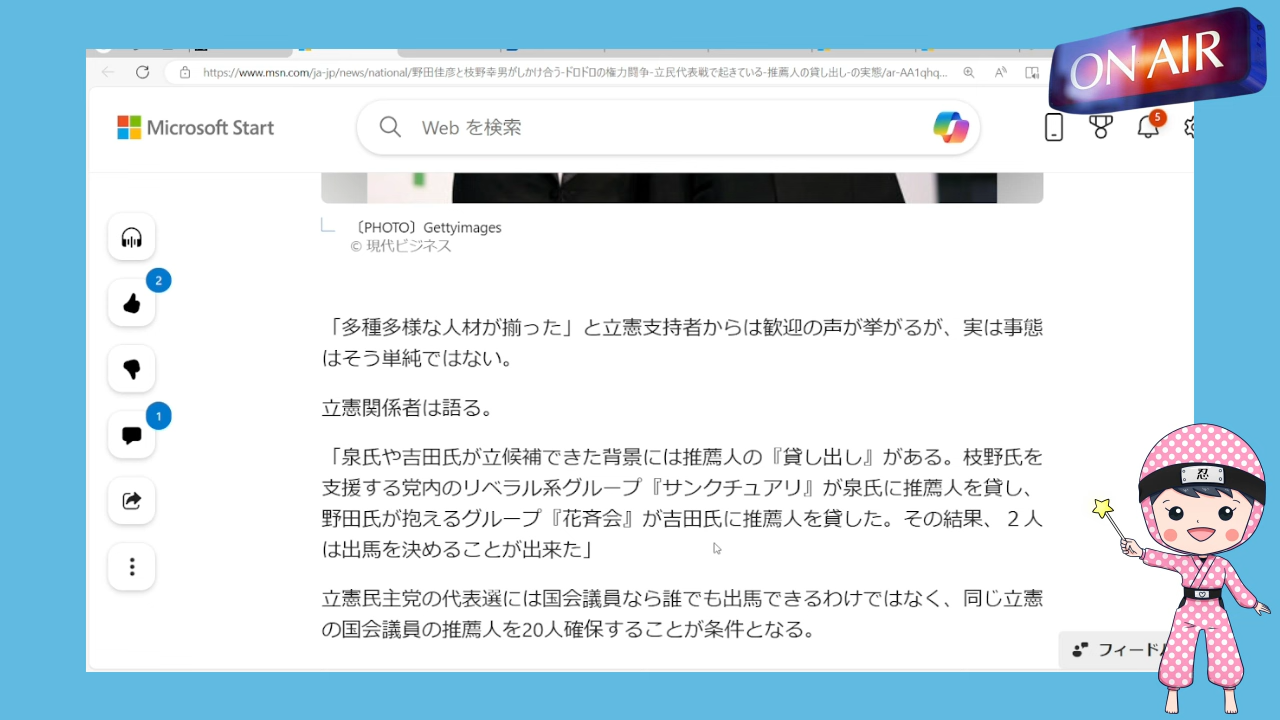 ON AIR
https://www.msn.com/ja-jp/news/national/野田佳彦と枝野幸男がしかけ合う-ドロドロの権力闘争-立民代表戦で起きている-推薦人の貸し出し-の実態/ar-AA1qhq...
Microsoft Start
Web を検索
5
〔PHOTO〕Gettyimages
© 現代ビジネス
2
「多種多様な人材が揃った」と立憲支持者からは歓迎の声が挙がるが、実は事態
はそう単純ではない。
立憲関係者は語る。
1
「泉氏や吉田氏が立候補できた背景には推薦人の『貸し出し』がある。枝野氏を
支援する党内のリベラル系グループ『サンクチュアリ』が泉氏に推薦人を貸し、
野田氏が抱えるグループ『花斉会』が吉田氏に推薦人を貸した。その結果、２人
は出馬を決めることが出来た」
忍
立憲民主党の代表選には国会議員なら誰でも出馬できるわけではなく、同じ立憲
の国会議員の推薦人を20人確保することが条件となる。
フィード